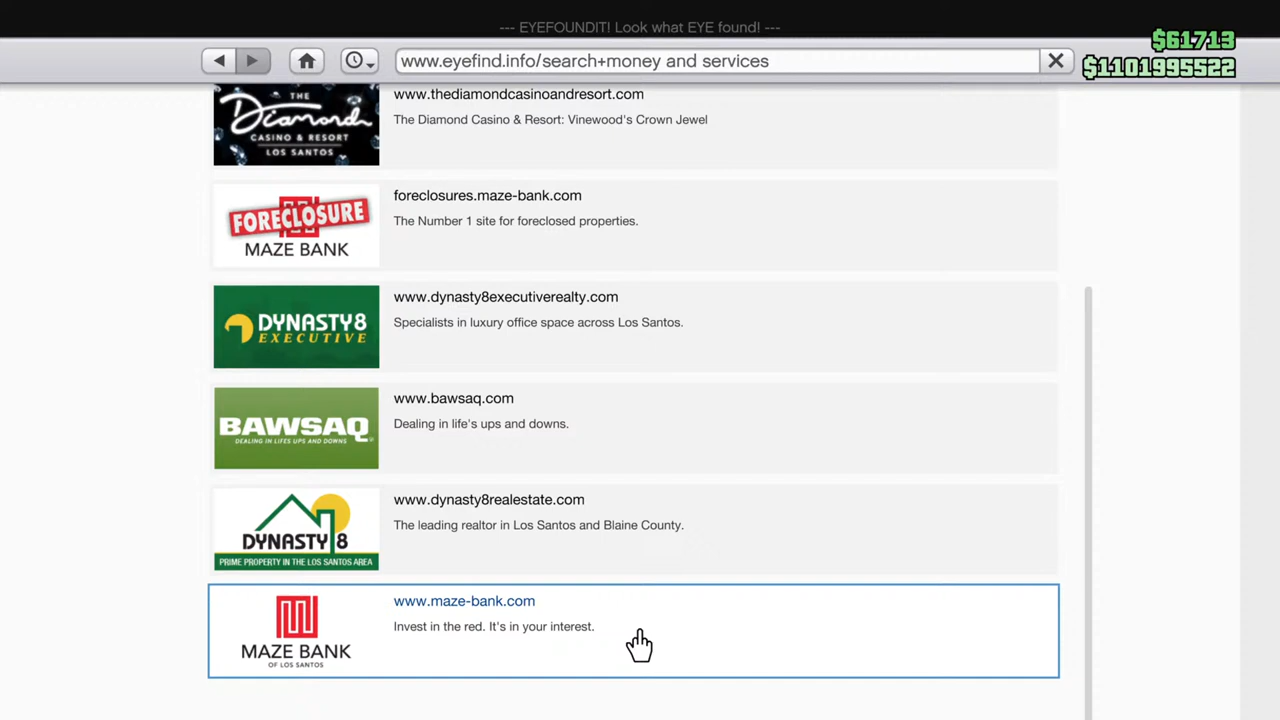 --- EYEFOUNDIT! Look what EYE found! ---
$61713
www.eyefind.info/search+money and services
$1101995522
THE
Diamond
CASINO & RESORT
LOS SANTOS
www.thediamondcasinoandresort.com
The Diamond Casino & Resort: Vinewood's Crown Jewel
FORECLOSURE
MAZE BANK
foreclosures.maze-bank.com
The Number 1 site for foreclosed properties.
DYNASTY8
EXECUTIVE
www.dynasty8executiverealty.com
Specialists in luxury office space across Los Santos.
BAWSAQ
DEALING IN LIFES UPS AND DOWNS
www.bawsaq.com
Dealing in life's ups and downs.
DYNASTY 8
PRIME PROPERTY IN THE LOS SANTOS AREA
www.dynasty8realestate.com
The leading realtor in Los Santos and Blaine County.
MAZE BANK
OF LOS SANTOS
www.maze-bank.com
Invest in the red. It's in your interest.